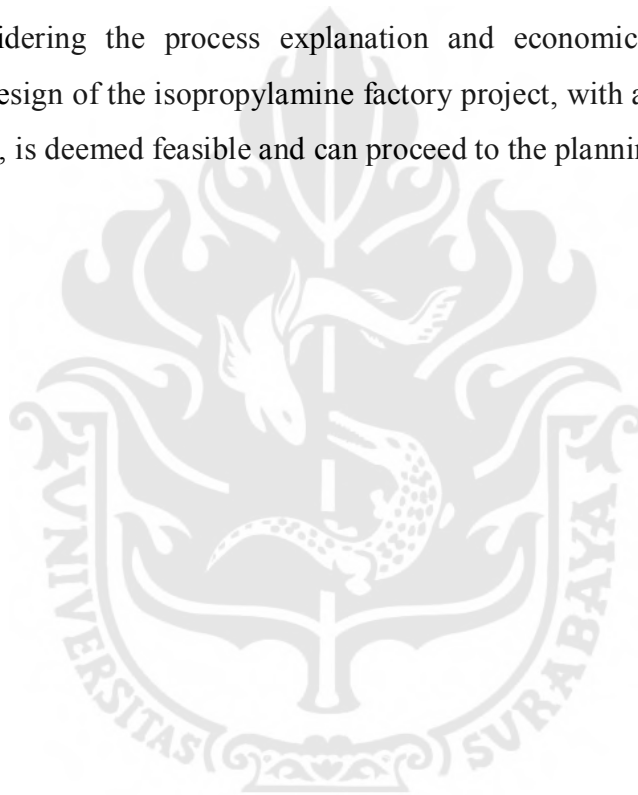 idering the process explanation and economic
esign of the isopropylamine factory project, with a
, is deemed feasible and can proceed to the plannin
UNIVERSITAS SURABAYA